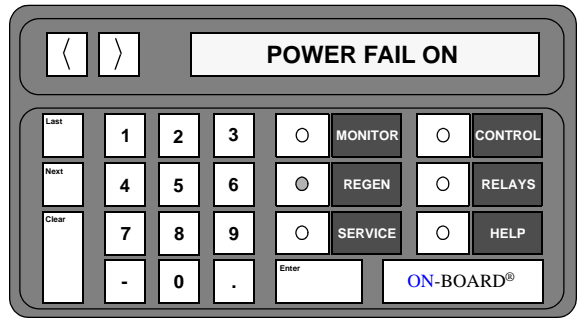 〈 〉 POWER FAIL ON
Last 1 2 3 MONITOR CONTROL
Next 4 5 6 REGEN RELAYS
Clear 7 8 9 SERVICE HELP
- 0 . Enter ON-BOARD®